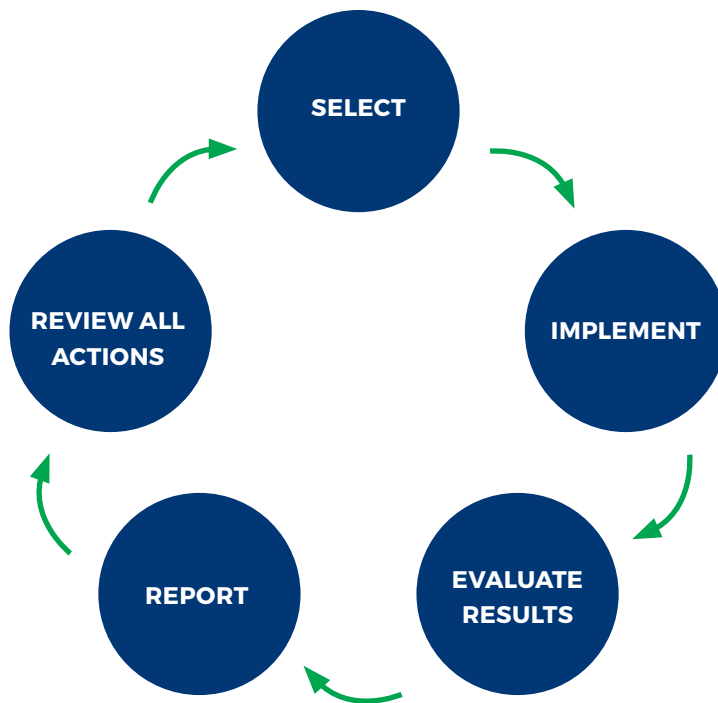 SELECT
IMPLEMENT
EVALUATE
RESULTS
REPORT
REVIEW ALL
ACTIONS